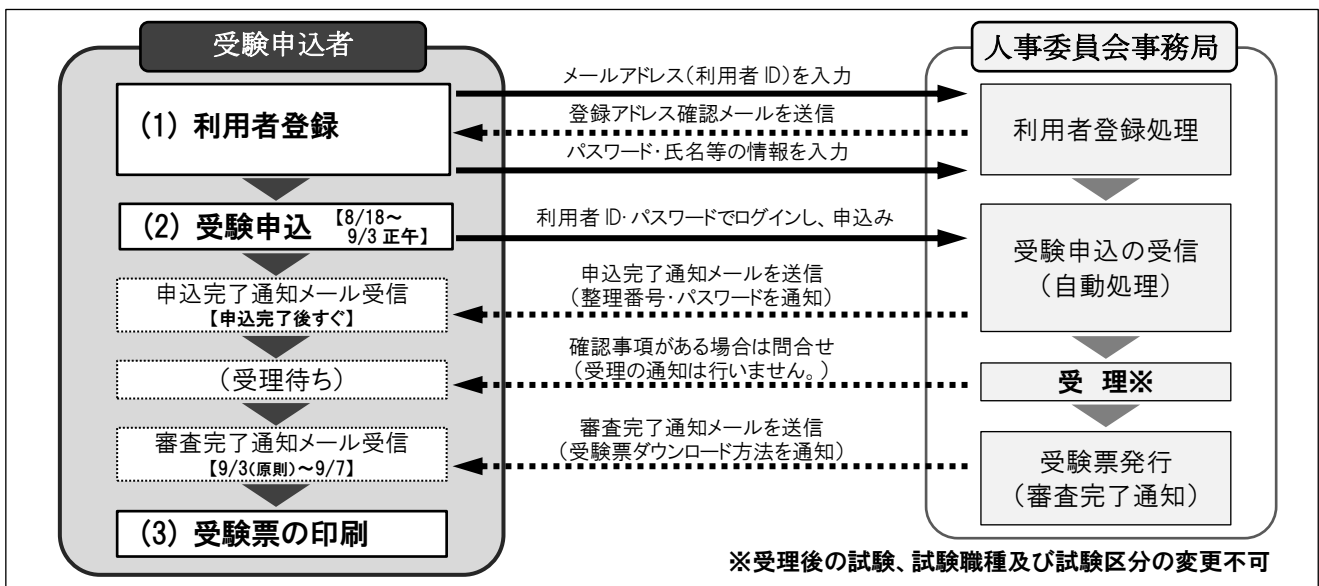 受験申込者
人事委員会事務局
メールアドレス(利用者 ID)を入力
(1) 利用者登録
登録アドレス確認メールを送信
利用者登録処理
パスワード・氏名等の情報を入力
(2) 受験申込 【8/18~
9/3 正午】
利用者 ID・パスワードでログインし、申込み
受験申込の受信
(自動処理)
申込完了通知メール受信
【申込完了後すぐ】
申込完了通知メールを送信
(整理番号・パスワードを通知)
(受理待ち)
確認事項がある場合は問合せ
(受理の通知は行いません。)
受 理※
審査完了通知メール受信
【9/3(原則)~9/7】
審査完了通知メールを送信
(受験票ダウンロード方法を通知)
受験票発行
(審査完了通知)
(3) 受験票の印刷
※受理後の試験、試験職種及び試験区分の変更不可